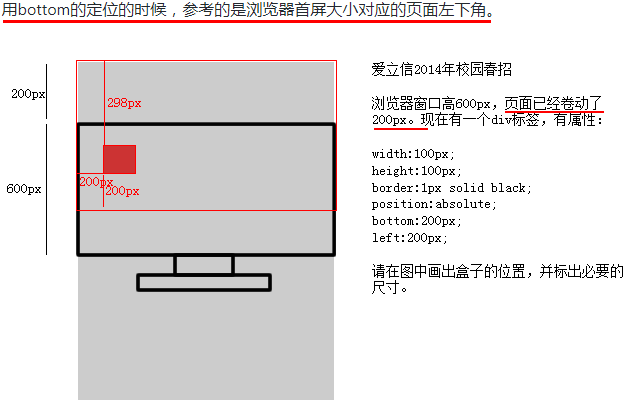 用bottom的定位的时候，参考的是浏览器首屏大小对应的页面左下角。
200px
298px
600px
200px
200px
爱立信2014年校园春招
浏览器窗口高600px，页面已经卷动了
200px。现在有一个div标签，有属性：
width:100px;
height:100px;
border:1px solid black;
position:absolute;
bottom:200px;
left:200px;
请在图中画出盒子的位置，并标出必要的
尺寸。